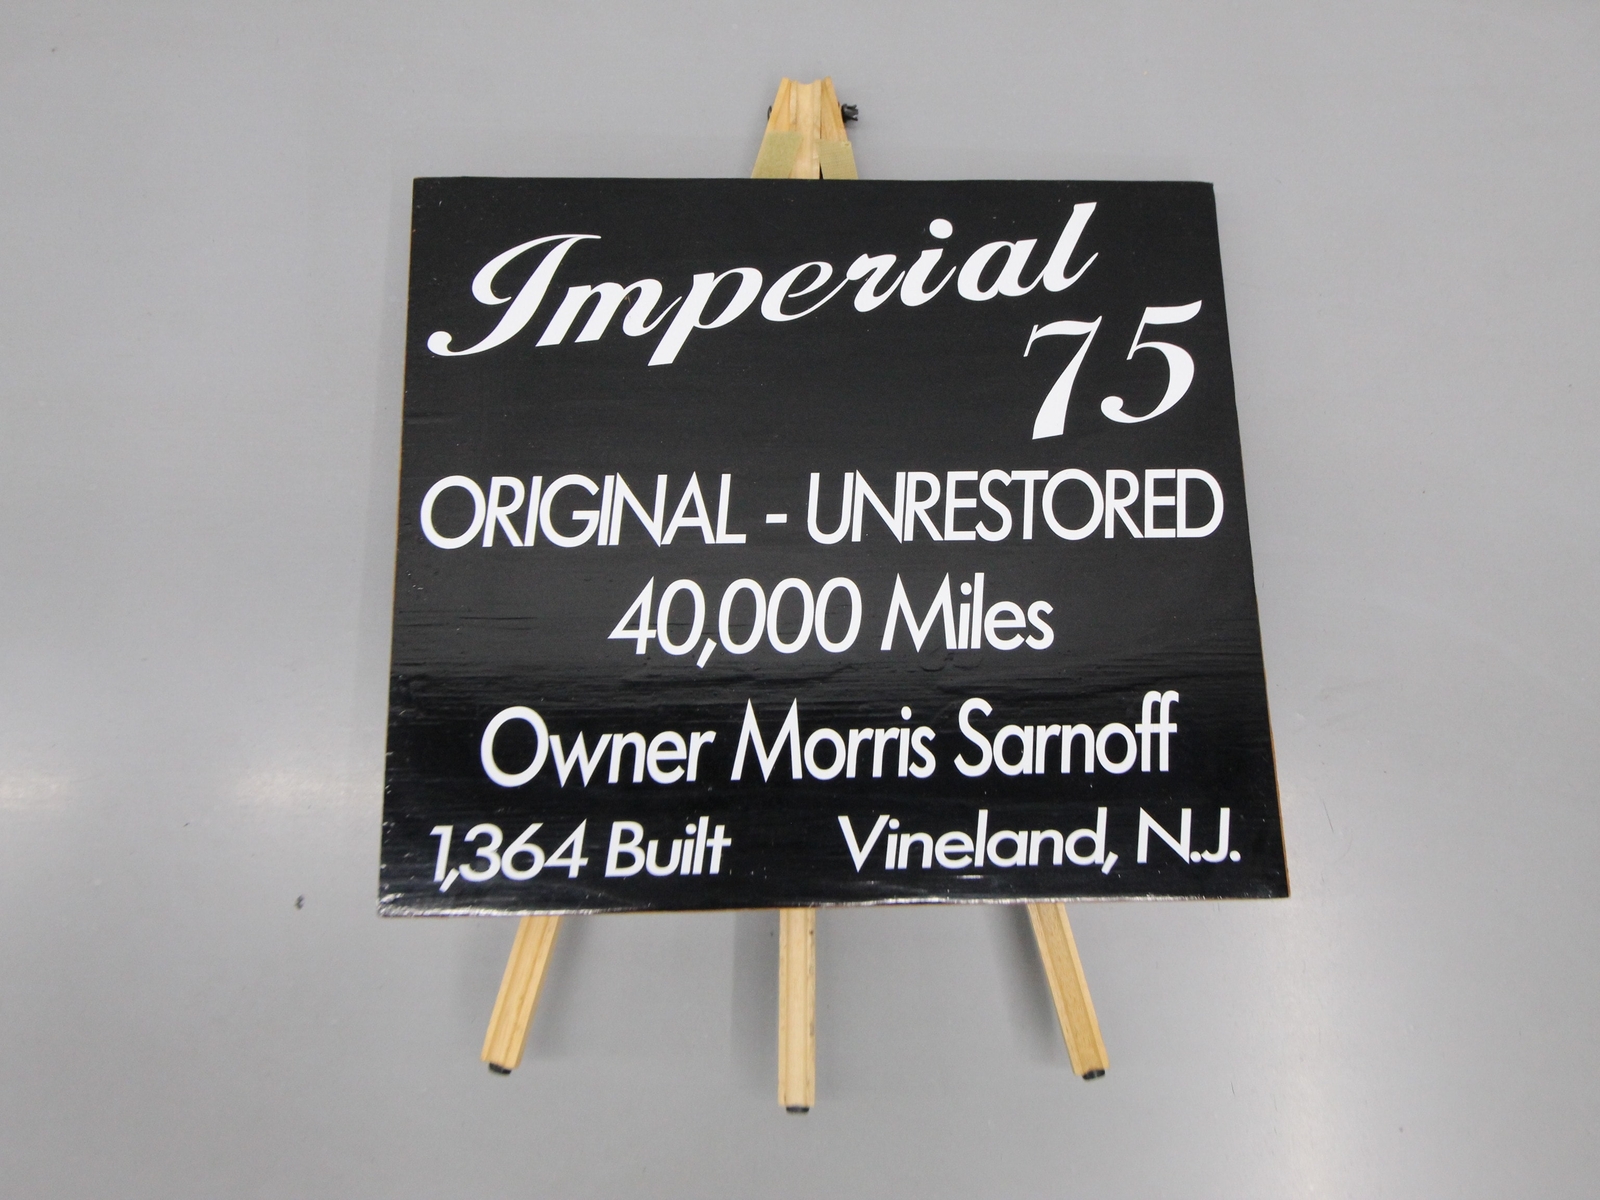 Imperial
75
ORIGINAL - UNRESTORED
40,000 Miles
Owner Morris Sarnoff
1,364 Built Vineland, N.J.